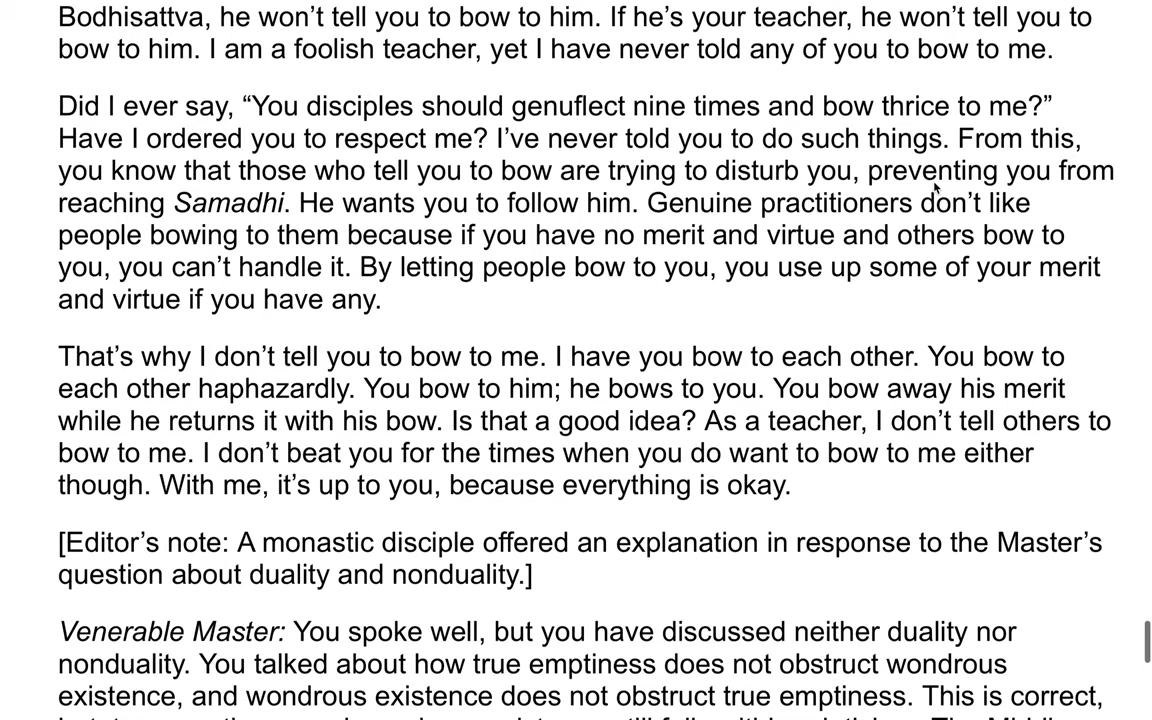 Bodhisattva, he won’t tell you to bow to him. If he’s your teacher, he won’t tell you to
bow to him. I am a foolish teacher, yet I have never told any of you to bow to me.
Did I ever say, “You disciples should genuflect nine times and bow thrice to me?”
Have I ordered you to respect me? I’ve never told you to do such things. From this,
you know that those who tell you to bow are trying to disturb you, preventing you from
reaching Samadhi. He wants you to follow him. Genuine practitioners don’t like
people bowing to them because if you have no merit and virtue and others bow to
you, you can’t handle it. By letting people bow to you, you use up some of your merit
and virtue if you have any.
That’s why I don’t tell you to bow to me. I have you bow to each other. You bow to
each other haphazardly. You bow to him; he bows to you. You bow away his merit
while he returns it with his bow. Is that a good idea? As a teacher, I don’t tell others to
bow to me. I don’t beat you for the times when you do want to bow to me either
though. With me, it’s up to you, because everything is okay.
[Editor’s note: A monastic disciple offered an explanation in response to the Master’s
question about duality and nonduality.]
Venerable Master: You spoke well, but you have discussed neither duality nor
nonduality. You talked about how true emptiness does not obstruct wondrous
existence, and wondrous existence does not obstruct true emptiness. This is correct,